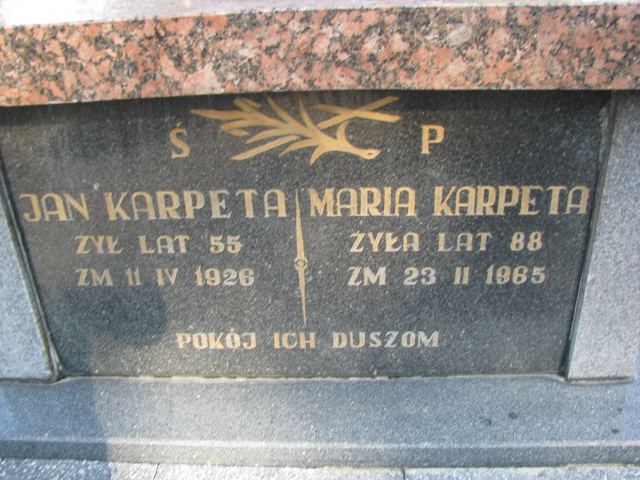 Ś P
JAN KARPETA
ŻYŁ LAT 55
ZM 11 IV 1926
MARIA KARPETA
ŻYŁA LAT 88
ZM 23 II 1965
POKÓJ ICH DUSZOM